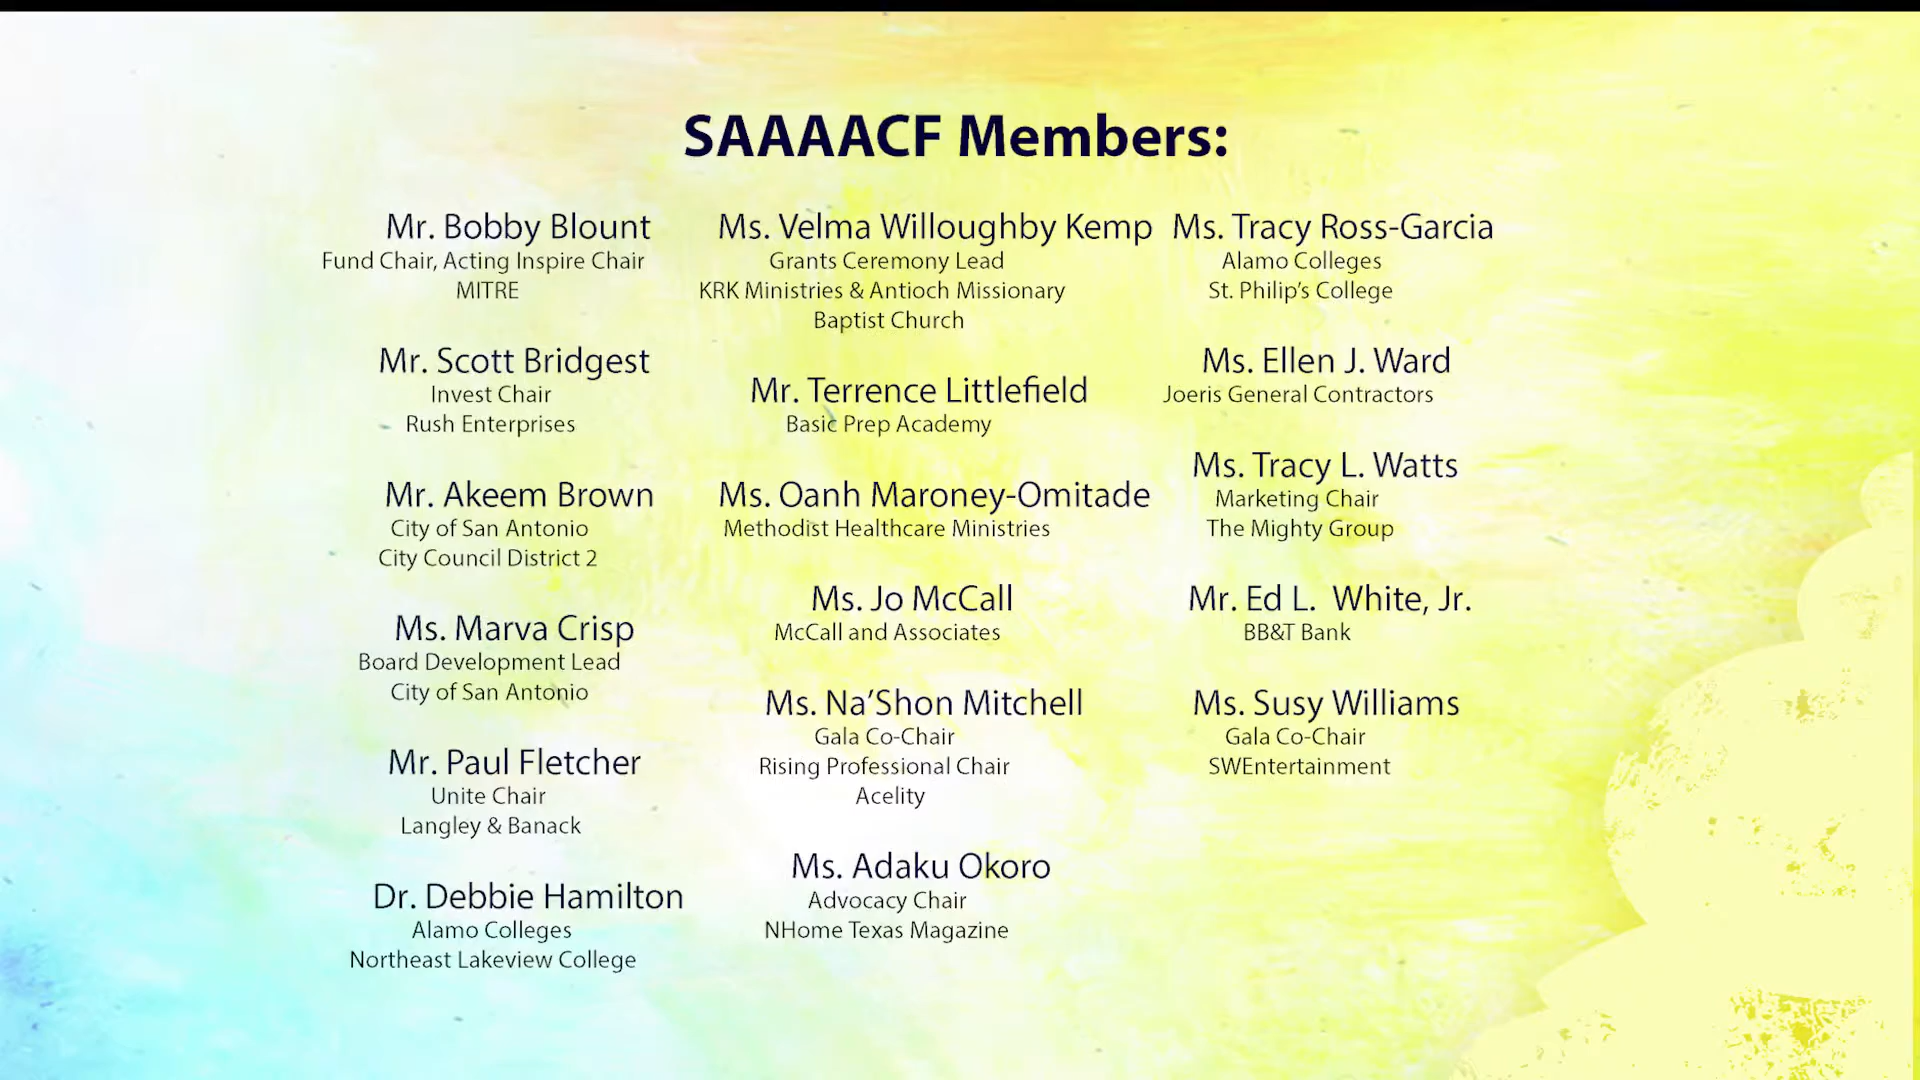 SAAAACF Members:
Mr. Bobby Blount
Fund Chair, Acting Inspire Chair
MITRE
Mr. Scott Bridgest
Invest Chair
Rush Enterprises
Mr. Akeem Brown
City of San Antonio
City Council District 2
Ms. Marva Crisp
Board Development Lead
City of San Antonio
Mr. Paul Fletcher
Unite Chair
Langley & Banack
Dr. Debbie Hamilton
Alamo Colleges
Northeast Lakeview College
Ms. Velma Willoughby Kemp
Grants Ceremony Lead
KRK Ministries & Antioch Missionary
Baptist Church
Mr. Terrence Littlefield
Basic Prep Academy
Ms. Oanh Maroney-Omitade
Methodist Healthcare Ministries
Ms. Jo McCall
McCall and Associates
Ms. Na’Shon Mitchell
Gala Co-Chair
Rising Professional Chair
Acelity
Ms. Adaku Okoro
Advocacy Chair
NHome Texas Magazine
Ms. Tracy Ross-Garcia
Alamo Colleges
St. Philip’s College
Ms. Ellen J. Ward
Joeris General Contractors
Ms. Tracy L. Watts
Marketing Chair
The Mighty Group
Mr. Ed L.  White, Jr.
BB&T Bank
Ms. Susy Williams
Gala Co-Chair
SWEntertainment